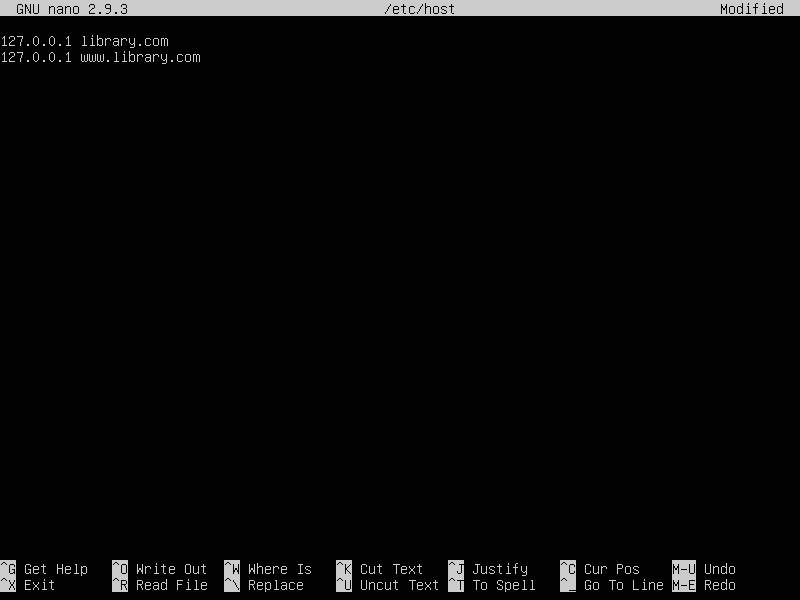 GNU nano 2.9.3 /etc/host Modified
127.0.0.1 library.com
127.0.0.1 www.library.com
^G Get Help ^O Write Out ^W Where Is ^K Cut Text ^J Justify ^C Cur Pos M-U Undo
^X Exit ^R Read File ^\ Replace ^U Uncut Text ^T To Spell ^_ Go To Line M-E Redo